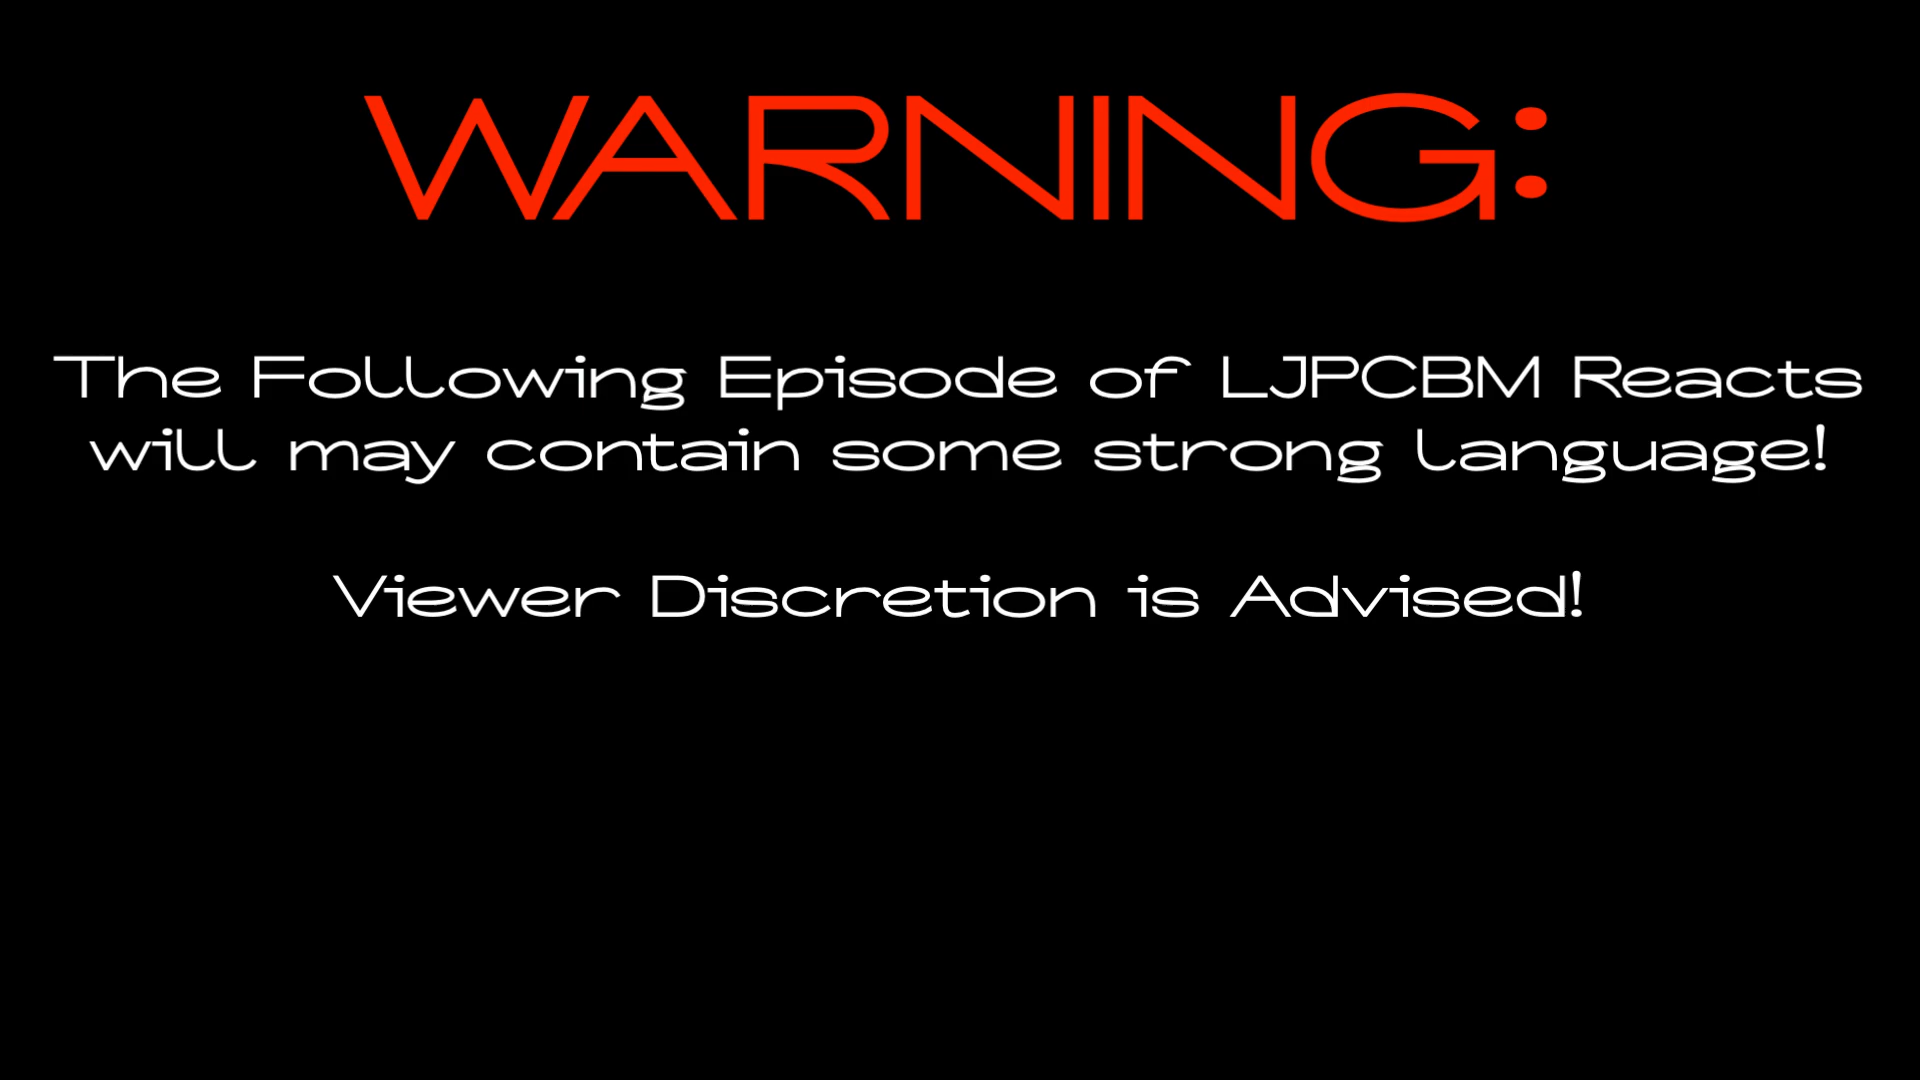 WARNING:
The Following Episode of LJPCBM Reacts
will may contain some strong language!
Viewer Discretion is Advised!